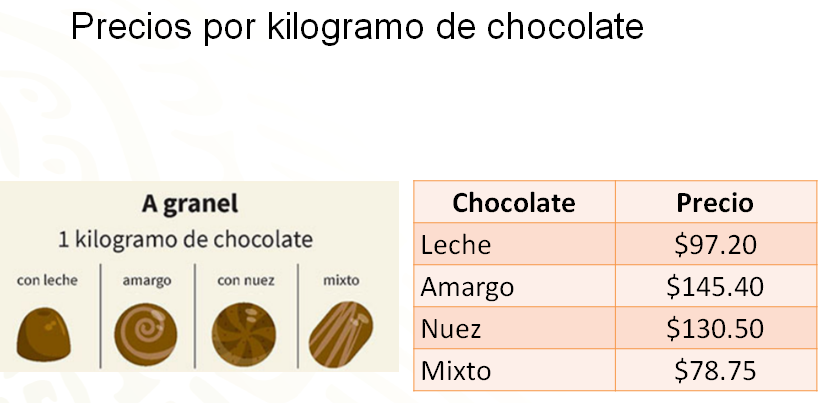 Precios por kilogramo de chocolate
A granel
1 kilogramo de chocolate
con leche amargo con nuez mixto
Chocolate Precio
Leche $97.20
Amargo $145.40
Nuez $130.50
Mixto $78.75